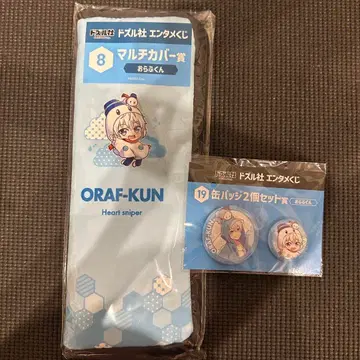 ドズル社 エンタメくじ
8
マルチカバー賞
おらふくん
ORAF-KUN
Heart sniper
ドズル社 エンタメくじ
19
缶バッジ2個セット賞
おらふくん